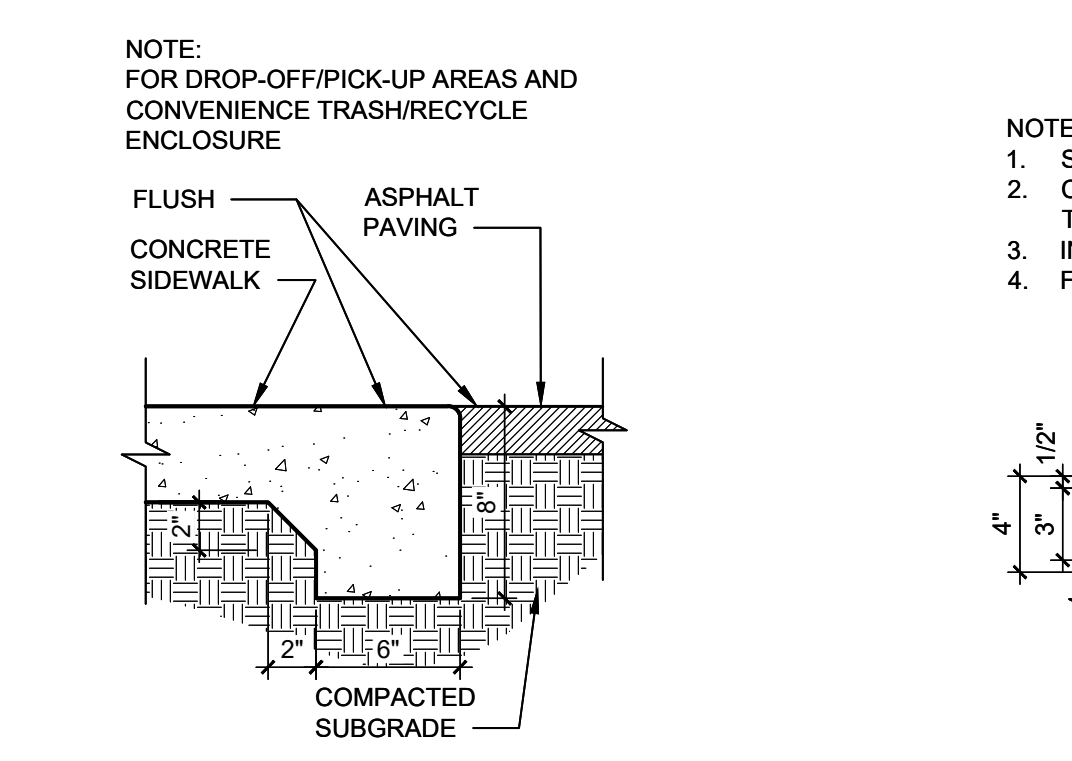 NOTE:
FOR DROP-OFF/PICK-UP AREAS AND
CONVENIENCE TRASH/RECYCLE
ENCLOSURE
FLUSH
ASPHALT
PAVING
CONCRETE
SIDEWALK
2"
8"
2"
6"
COMPACTED
SUBGRADE
NOTE
1.
2.
3.
4.
1/2"
4"
3"